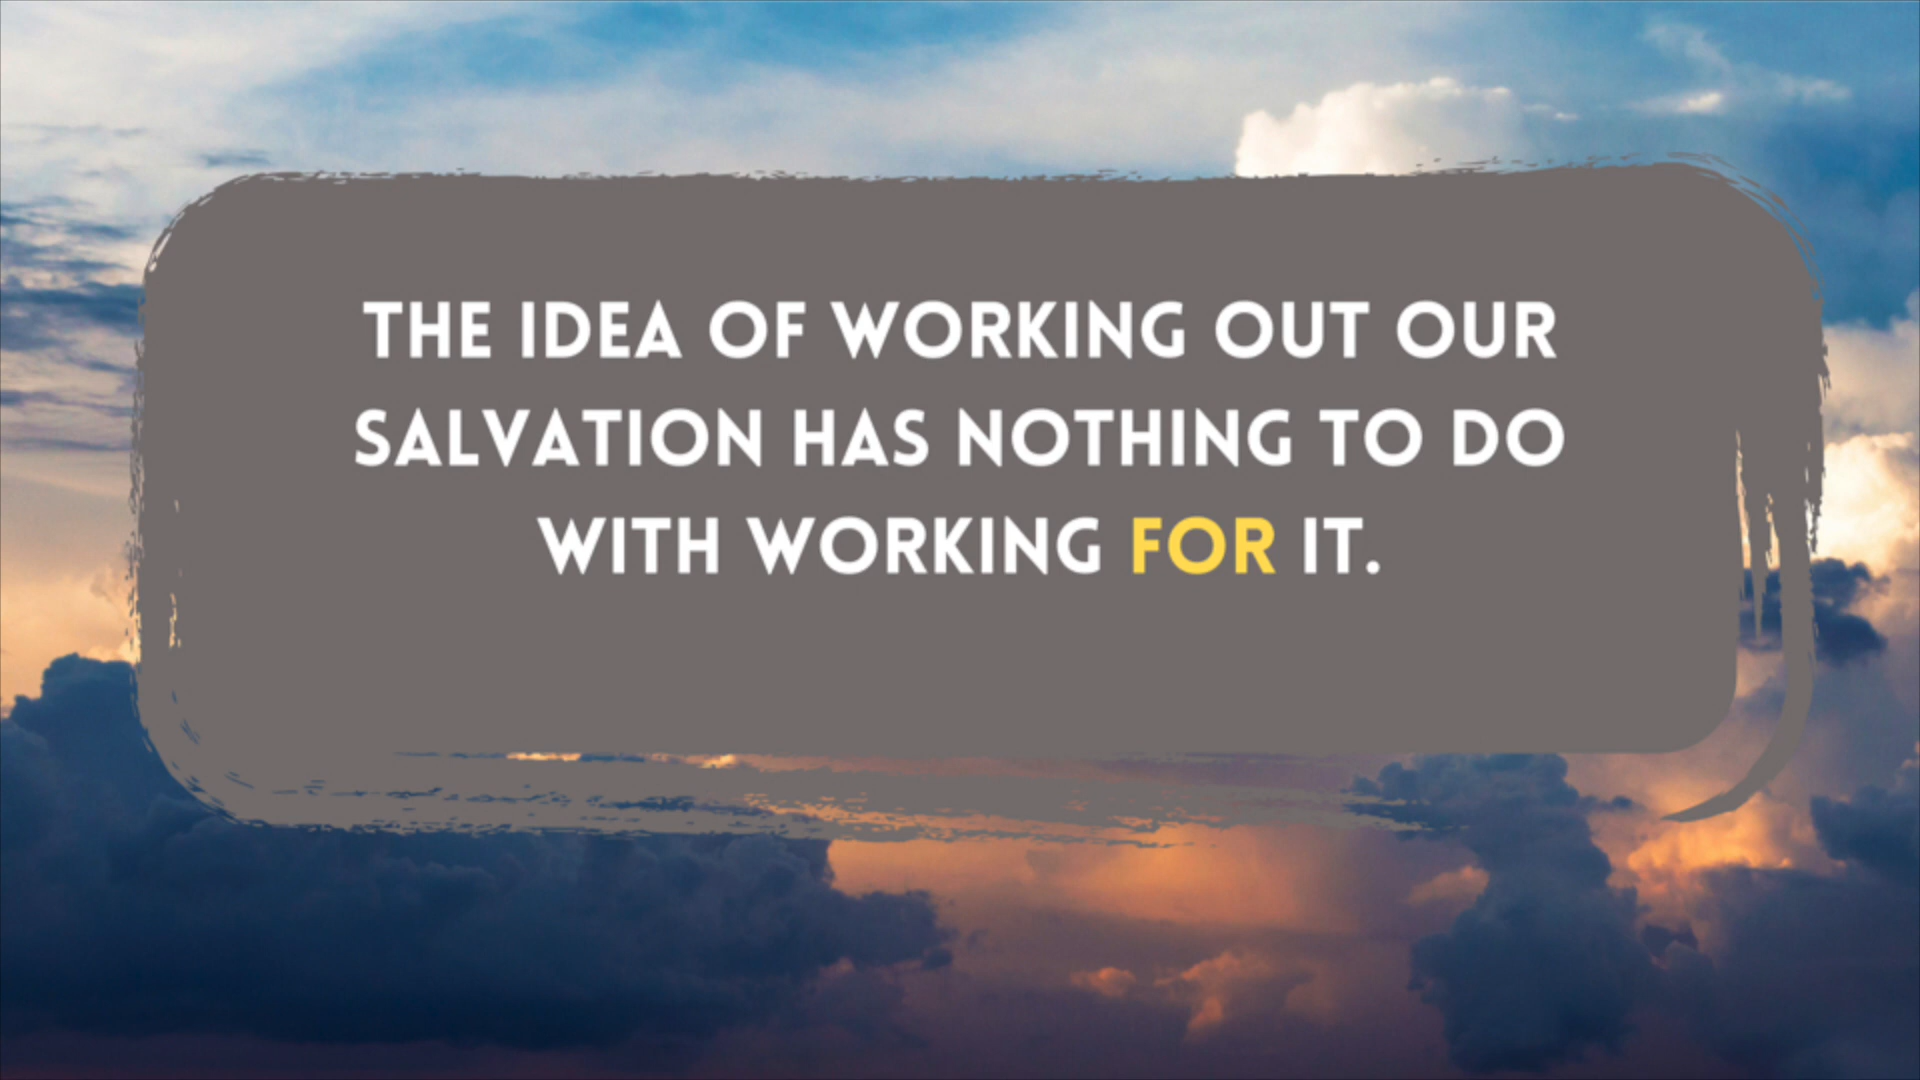 THE IDEA OF WORKING OUT OUR
SALVATION HAS NOTHING TO DO
WITH WORKING FOR IT.